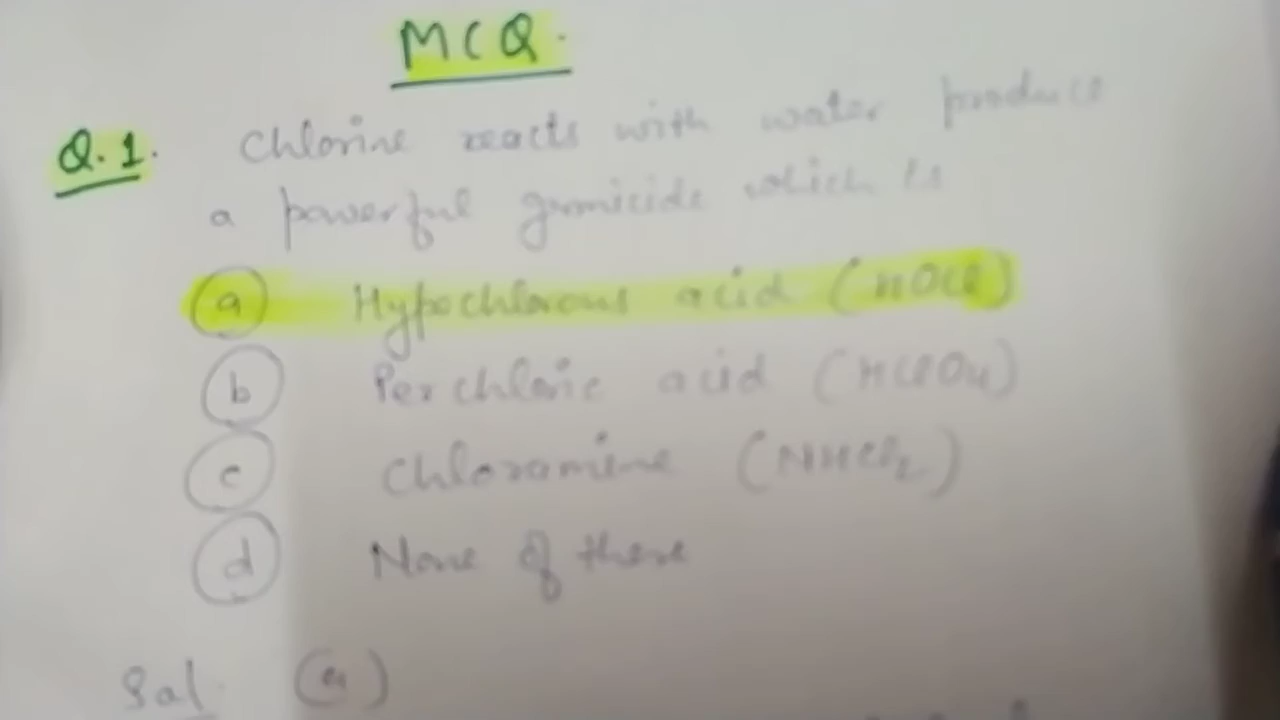 MCQ.
Q.1. Chlorine reacts with water produce
a powerful germicide which is
(a) Hypochlorous acid (HOCl)
(b) Perchloric acid (HClO4)
(c) Chloramine (NHCl2)
(d) None of these
Sol (a)